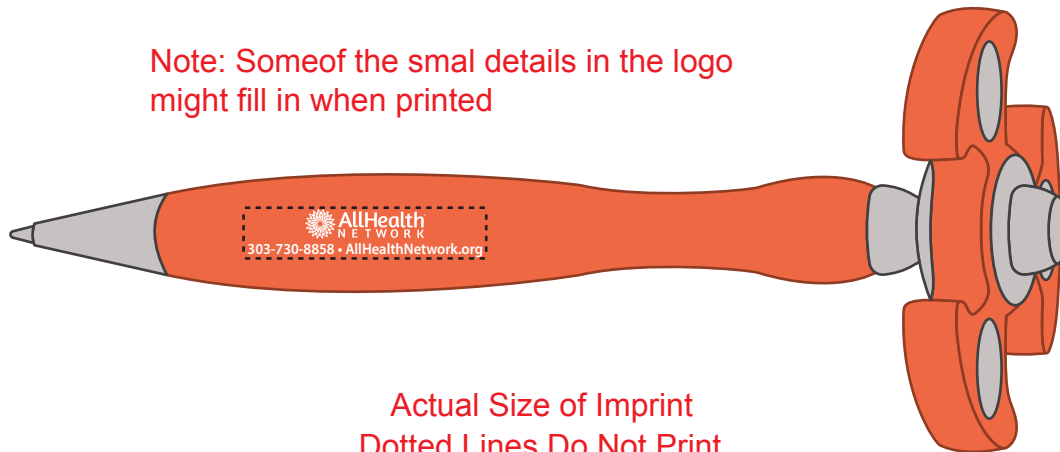 Note: Someof the smal details in the logo
might fill in when printed
AllHealth
NETWORK
303-730-8858 • AllHealthNetwork.org
Actual Size of Imprint
Dotted Lines Do Not Print